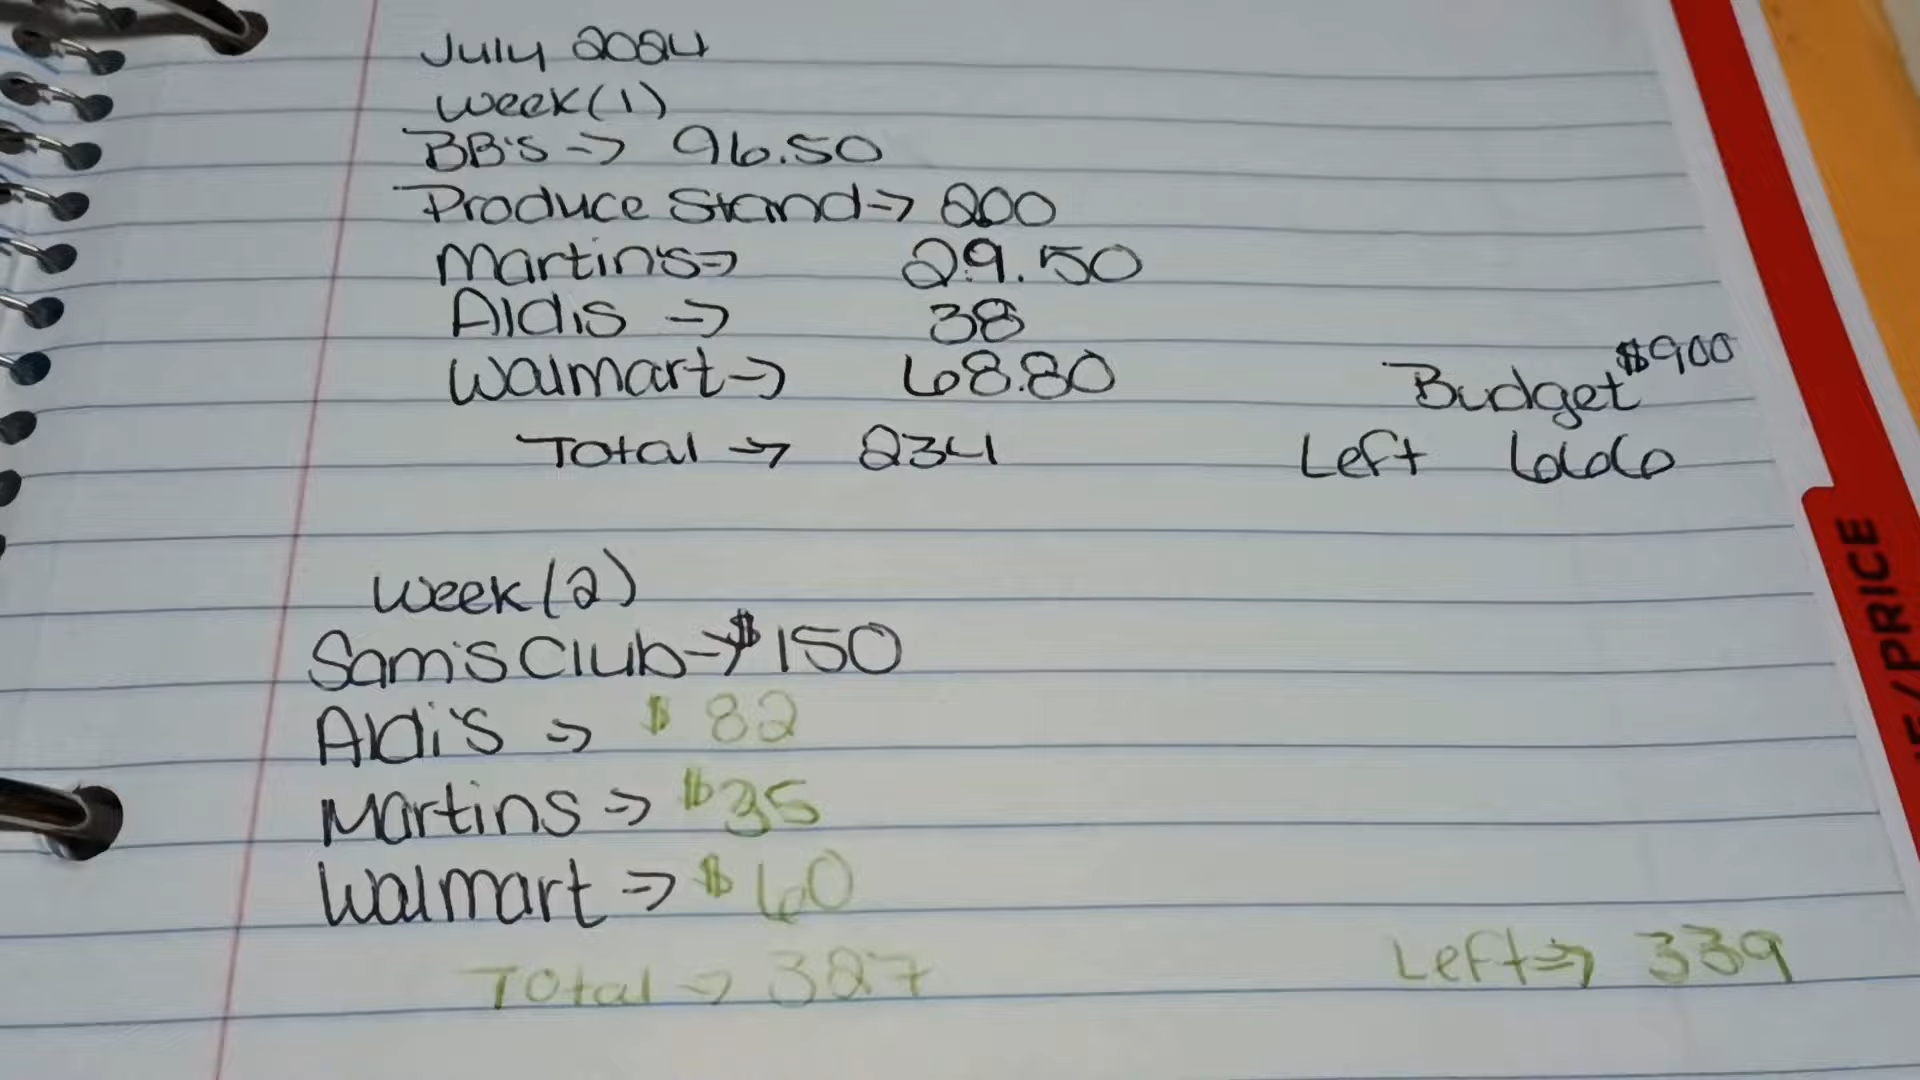 July 2024
Week (1)
BB's => 96.50
Produce Stand => 200
Martin's => 29.50
Aldis => 38
Walmart => 68.80
Budget $900
Total => 234
Left 666
Week (2)
Sam's Club => $150
Aldi's => $82
Martins => $35
Walmart => $60
Total => 327
Left => 339
/PRICE